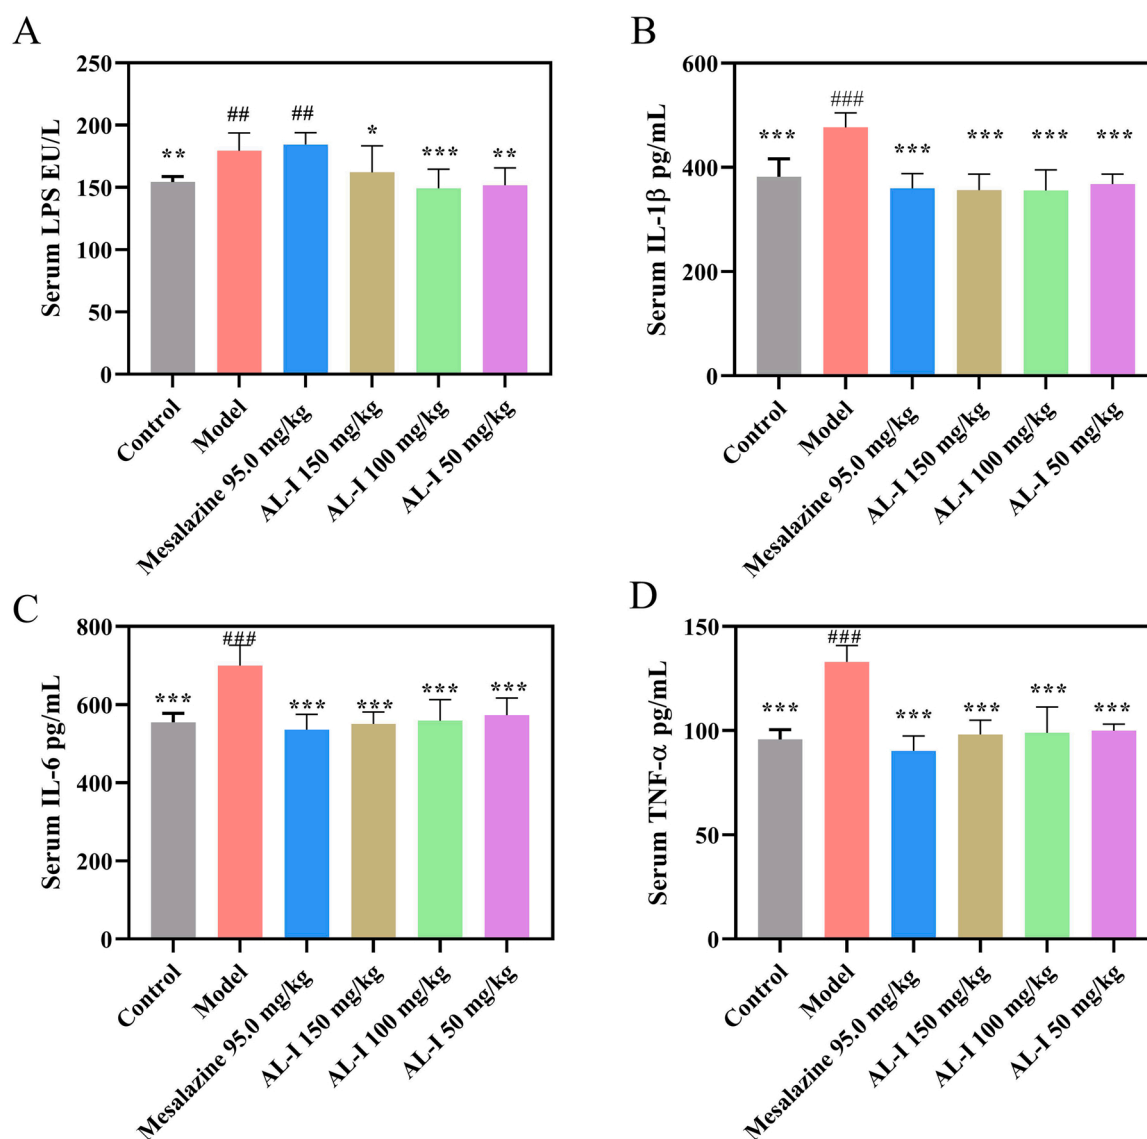 A
Serum LPS EU/L
250
200
150
100
50
0
**
##
##
*
***
**
Control
Model
Mesalazine 95.0 mg/kg
AL-I 150 mg/kg
AL-I 100 mg/kg
AL-I 50 mg/kg
B
Serum IL-1β pg/mL
600
400
200
0
***
###
***
***
***
***
Control
Model
Mesalazine 95.0 mg/kg
AL-I 150 mg/kg
AL-I 100 mg/kg
AL-I 50 mg/kg
C
Serum IL-6 pg/mL
800
600
400
200
0
***
###
***
***
***
***
Control
Model
Mesalazine 95.0 mg/kg
AL-I 150 mg/kg
AL-I 100 mg/kg
AL-I 50 mg/kg
D
Serum TNF-α pg/mL
150
100
50
0
***
###
***
***
***
***
Control
Model
Mesalazine 95.0 mg/kg
AL-I 150 mg/kg
AL-I 100 mg/kg
AL-I 50 mg/kg